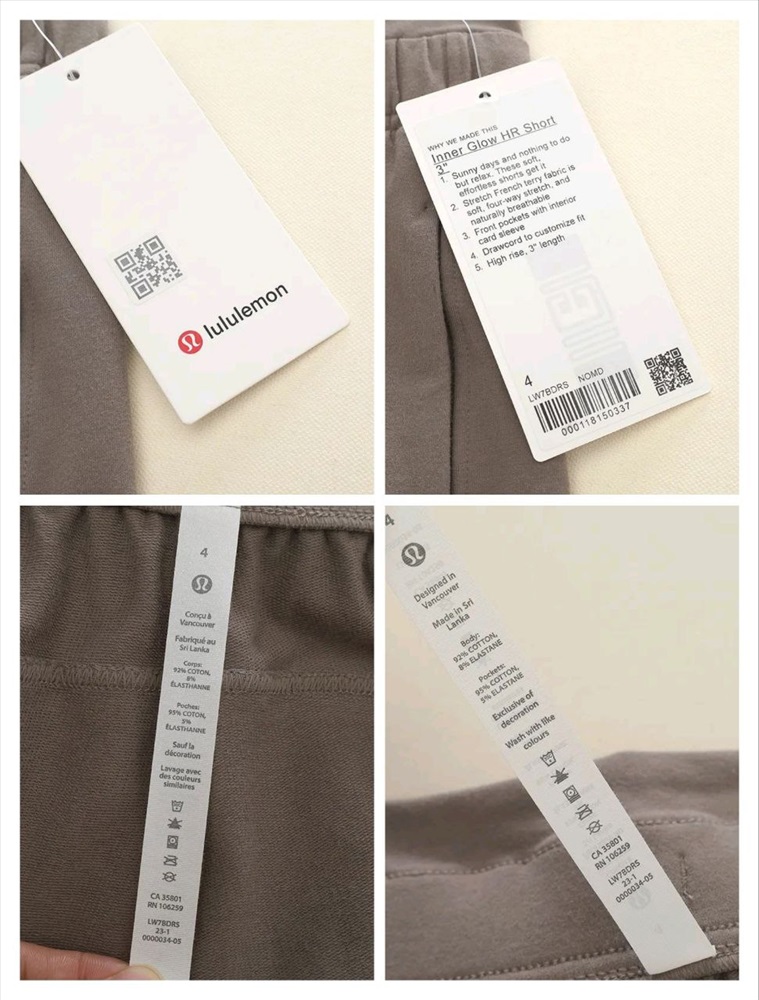 lululemon
WHY WE MADE THIS
Inner Glow HR Short
3"
1. Sunny days and nothing to do
but relax. These soft,
effortless shorts get it
2. Stretch French terry fabric is
soft, four-way stretch, and
naturally breathable
3. Front pockets with interior
card sleeve
4. Drawcord to customize fit
5. High rise, 3" length
4
LW7BDRS NOMD
000118150337
4
Conçu à
Vancouver
Fabriqué au
Sri Lanka
Corps:
92% COTON,
8%
ÉLASTHANNE
Poches:
95% COTON,
5%
ÉLASTHANNE
Sauf la
décoration
Lavage avec
des couleurs
similaires
CA 35801
RN 106259
LW7BDRS
23-1
0000034-05
4
Designed in
Vancouver
Made in Sri
Lanka
Body:
92% COTTON,
8% ELASTANE
Pockets:
95% COTTON,
5% ELASTANE
Exclusive of
decoration
Wash with like
colours
CA 35801
RN 106259
LW7BDRS
23-1
0000034-05
4